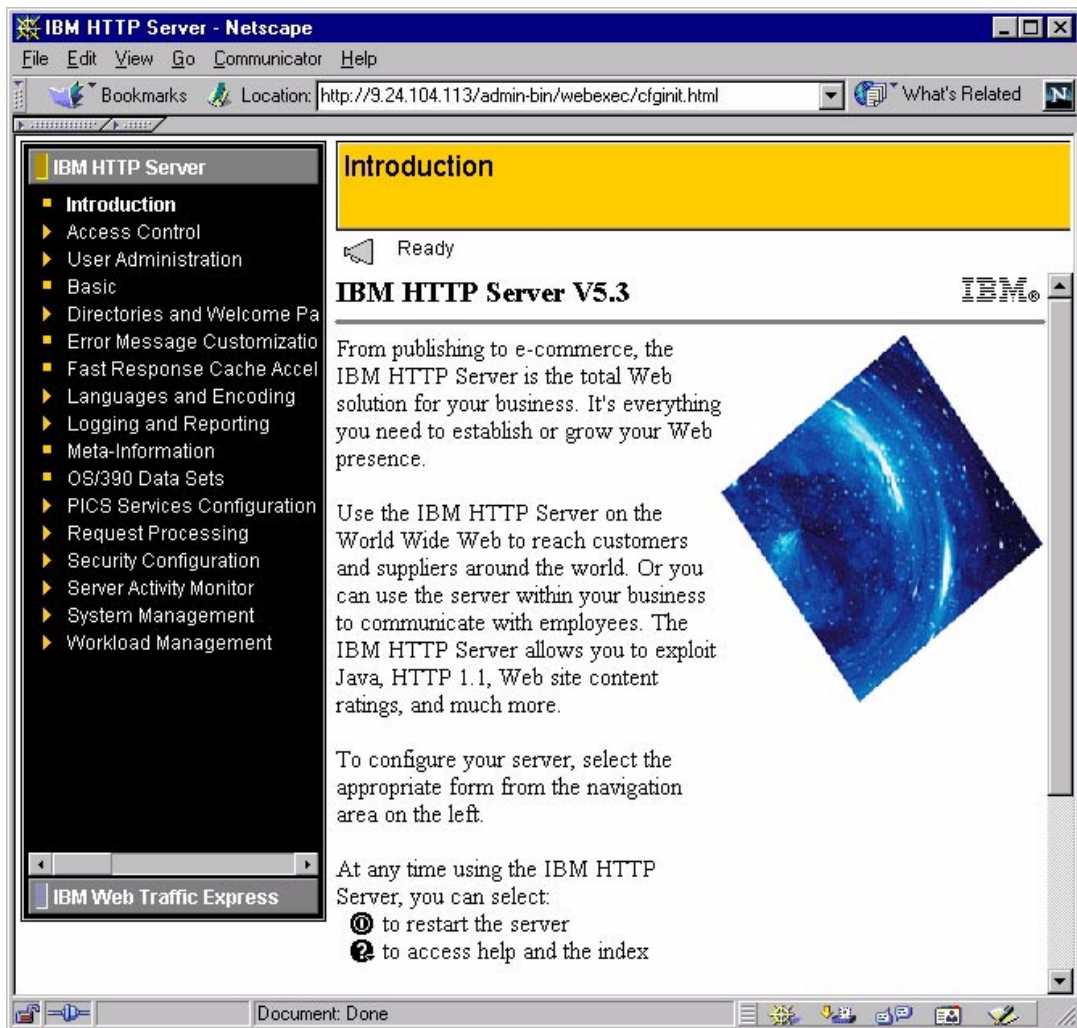 IBM HTTP Server - Netscape
File Edit View Go Communicator Help
Bookmarks Location: http://9.24.104.113/admin-bin/webexec/cfginit.html What's Related N
IBM HTTP Server
Introduction
Access Control
User Administration
Basic
Directories and Welcome Pa
Error Message Customizatio
Fast Response Cache Accel
Languages and Encoding
Logging and Reporting
Meta-Information
OS/390 Data Sets
PICS Services Configuration
Request Processing
Security Configuration
Server Activity Monitor
System Management
Workload Management
IBM Web Traffic Express
Introduction
Ready
IBM HTTP Server V5.3
IBM®
From publishing to e-commerce, the
IBM HTTP Server is the total Web
solution for your business. It's everything
you need to establish or grow your Web
presence.
Use the IBM HTTP Server on the
World Wide Web to reach customers
and suppliers around the world. Or you
can use the server within your business
to communicate with employees. The
IBM HTTP Server allows you to exploit
Java, HTTP 1.1, Web site content
ratings, and much more.
To configure your server, select the
appropriate form from the navigation
area on the left.
At any time using the IBM HTTP
Server, you can select:
to restart the server
? to access help and the index
Document: Done